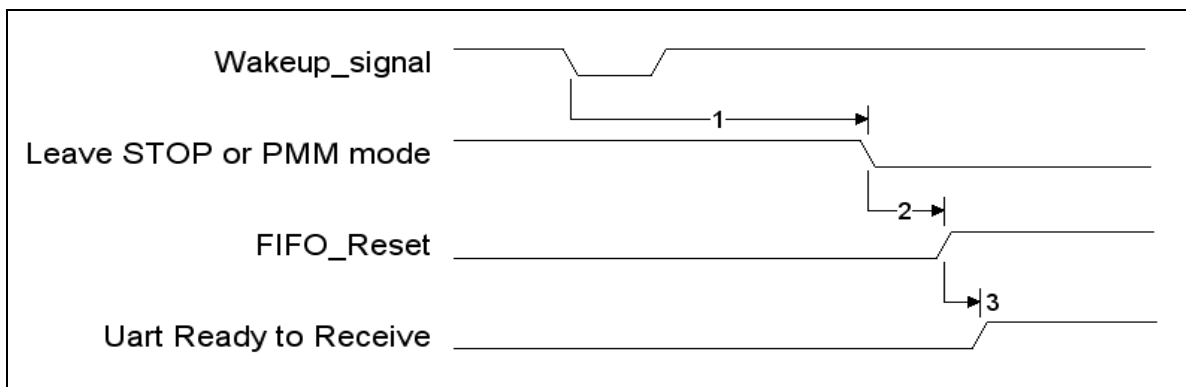 Wakeup_signal
1
Leave STOP or PMM mode
2
FIFO_Reset
3
Uart Ready to Receive